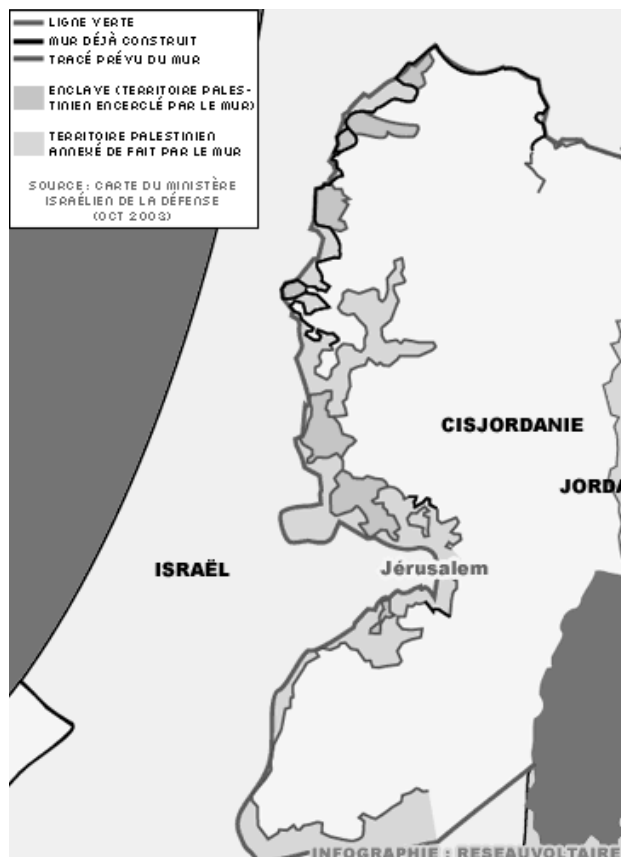 LIGNE VERTE
MUR DÉJÀ CONSTRUIT
TRACÉ PRÉVU DU MUR
ENCLAVE (TERRITOIRE PALES-
TINIEN ENCERCLÉ PAR LE MUR)
TERRITOIRE PALESTINIEN
ANNEXÉ DE FAIT PAR LE MUR
SOURCE : CARTE DU MINISTÈRE
ISRAÉLIEN DE LA DÉFENSE
(OCT 2003)
CISJORDANIE
JORDA
ISRAËL
Jérusalem
INFOGRAPHIE : RESEAUVOLTAIRE